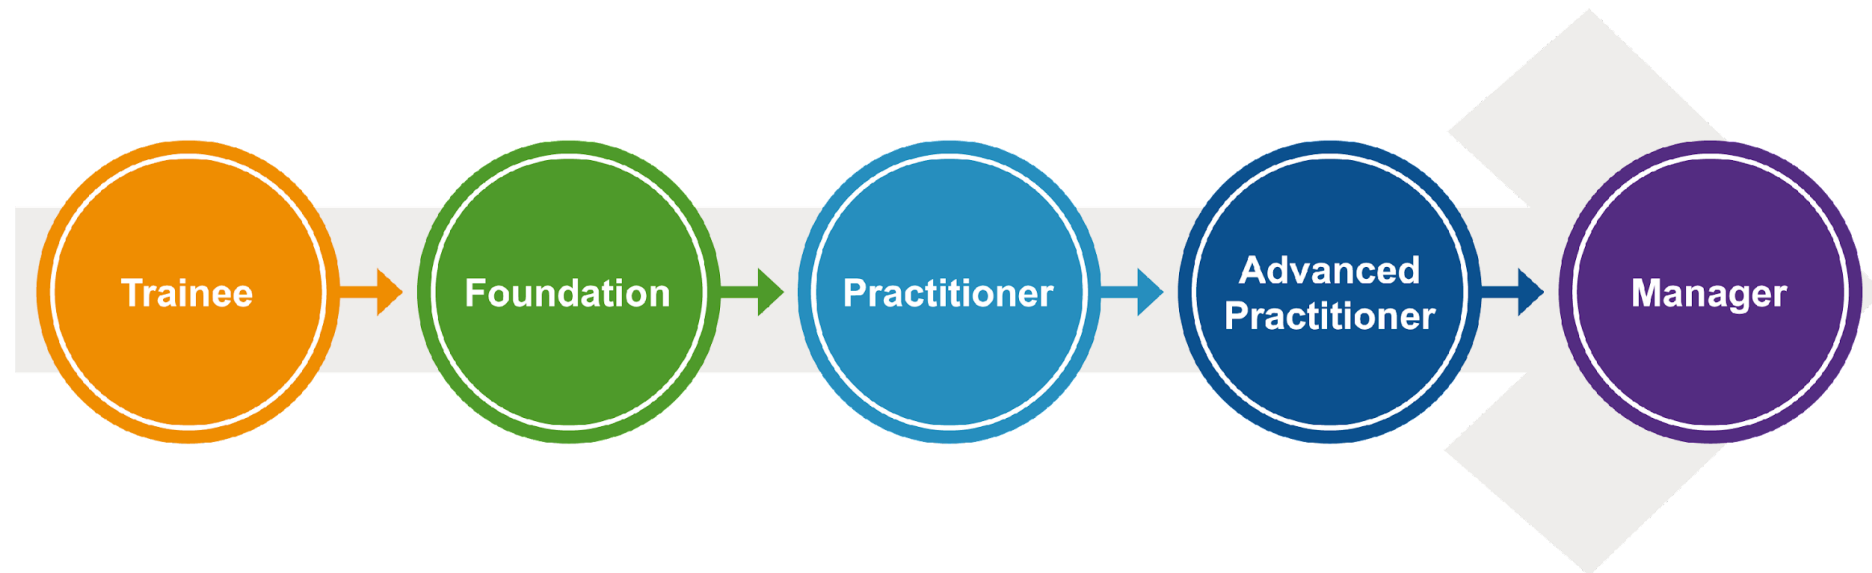 Trainee
Foundation
Practitioner
Advanced
Practitioner
Manager